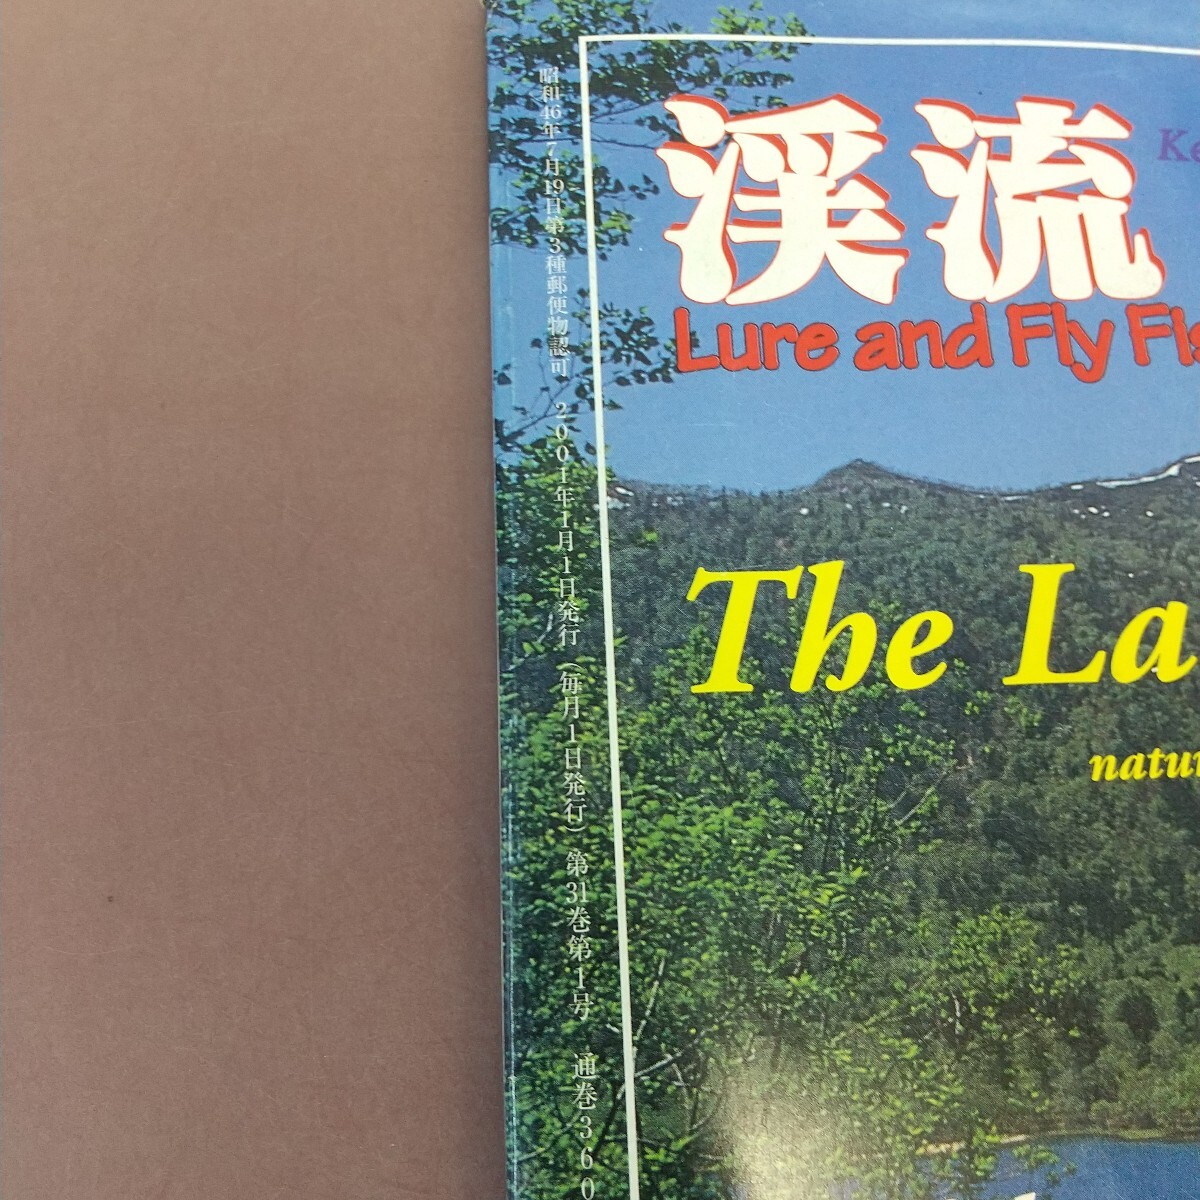 昭和46年7月19日第3種郵便物認可 2001年1月1日発行(毎月1日発行) 第31巻第1号 通巻360
渓流
Ke
Lure and Fly Fis
The La
natur